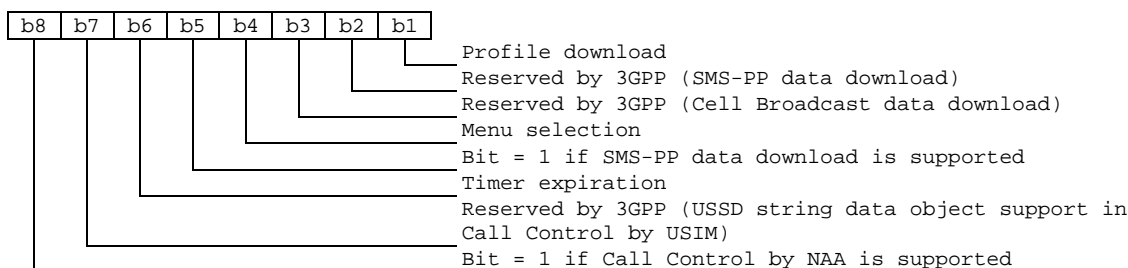 b8 b7 b6 b5 b4 b3 b2 b1
Profile download
Reserved by 3GPP (SMS-PP data download)
Reserved by 3GPP (Cell Broadcast data download)
Menu selection
Bit = 1 if SMS-PP data download is supported
Timer expiration
Reserved by 3GPP (USSD string data object support in
Call Control by USIM)
Bit = 1 if Call Control by NAA is supported